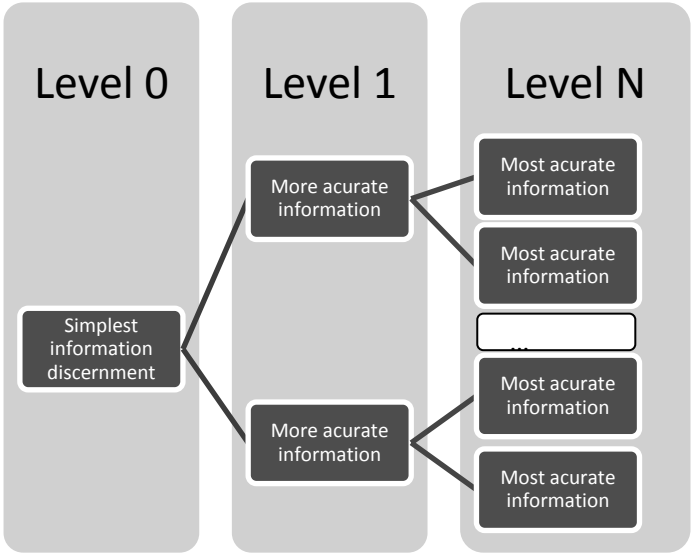 Level 0
Level 1
Level N
Simplest
information
discernment
More acurate
information
More acurate
information
Most acurate
information
Most acurate
information
...
Most acurate
information
Most acurate
information